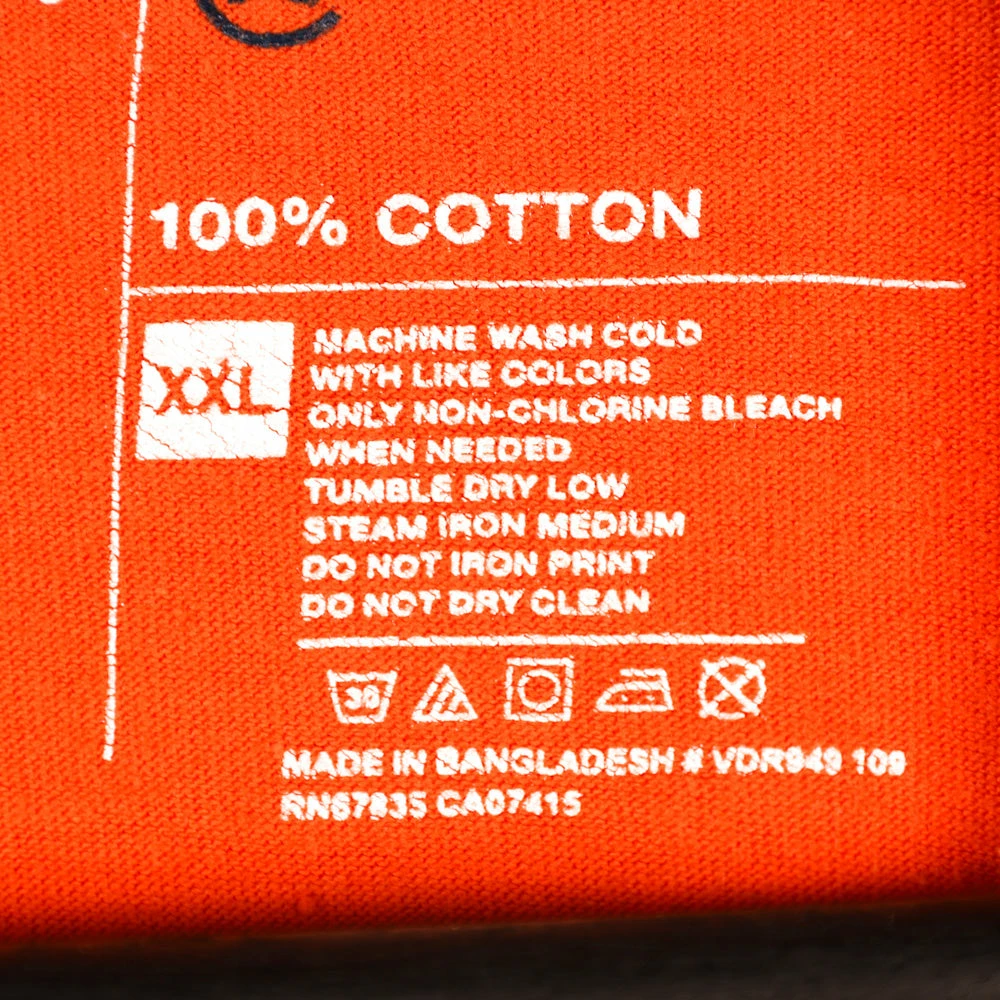 100% COTTON
XXL
MACHINE WASH COLD
WITH LIKE COLORS
ONLY NON-CHLORINE BLEACH
WHEN NEEDED
TUMBLE DRY LOW
STEAM IRON MEDIUM
DO NOT IRON PRINT
DO NOT DRY CLEAN
30
MADE IN BANGLADESH # VDR949 109
RN67835 CA07415